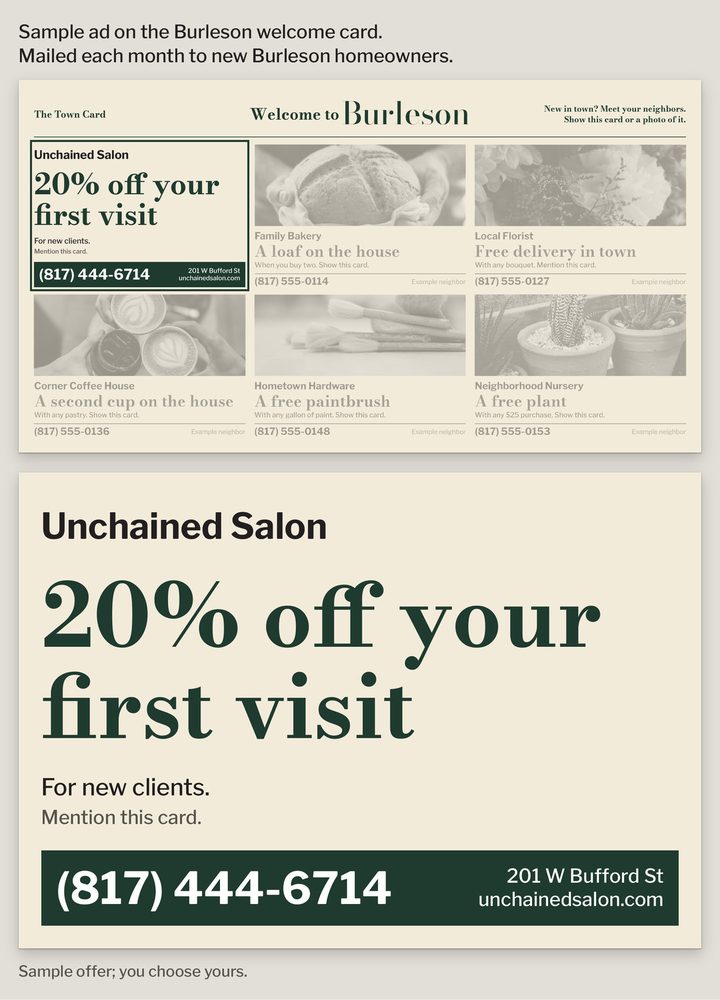 Sample ad on the Burleson welcome card.
Mailed each month to new Burleson homeowners.
The Town Card
Welcome to Burleson
New in town? Meet your neighbors.
Show this card or a photo of it.
Unchained Salon
20% off your
first visit
For new clients.
Mention this card.
(817) 444-6714
201 W Bufford St
unchainedsalon.com
Family Bakery
A loaf on the house
When you buy two. Show this card.
(817) 555-0114
Example neighbor
Local Florist
Free delivery in town
With any bouquet. Mention this card.
(817) 555-0127
Example neighbor
Corner Coffee House
A second cup on the house
With any pastry. Show this card.
(817) 555-0136
Example neighbor
Hometown Hardware
A free paintbrush
With any gallon of paint. Show this card.
(817) 555-0148
Example neighbor
Neighborhood Nursery
A free plant
With any $25 purchase. Show this card.
(817) 555-0153
Example neighbor
Unchained Salon
20% off your
first visit
For new clients.
Mention this card.
(817) 444-6714
201 W Bufford St
unchainedsalon.com
Sample offer; you choose yours.